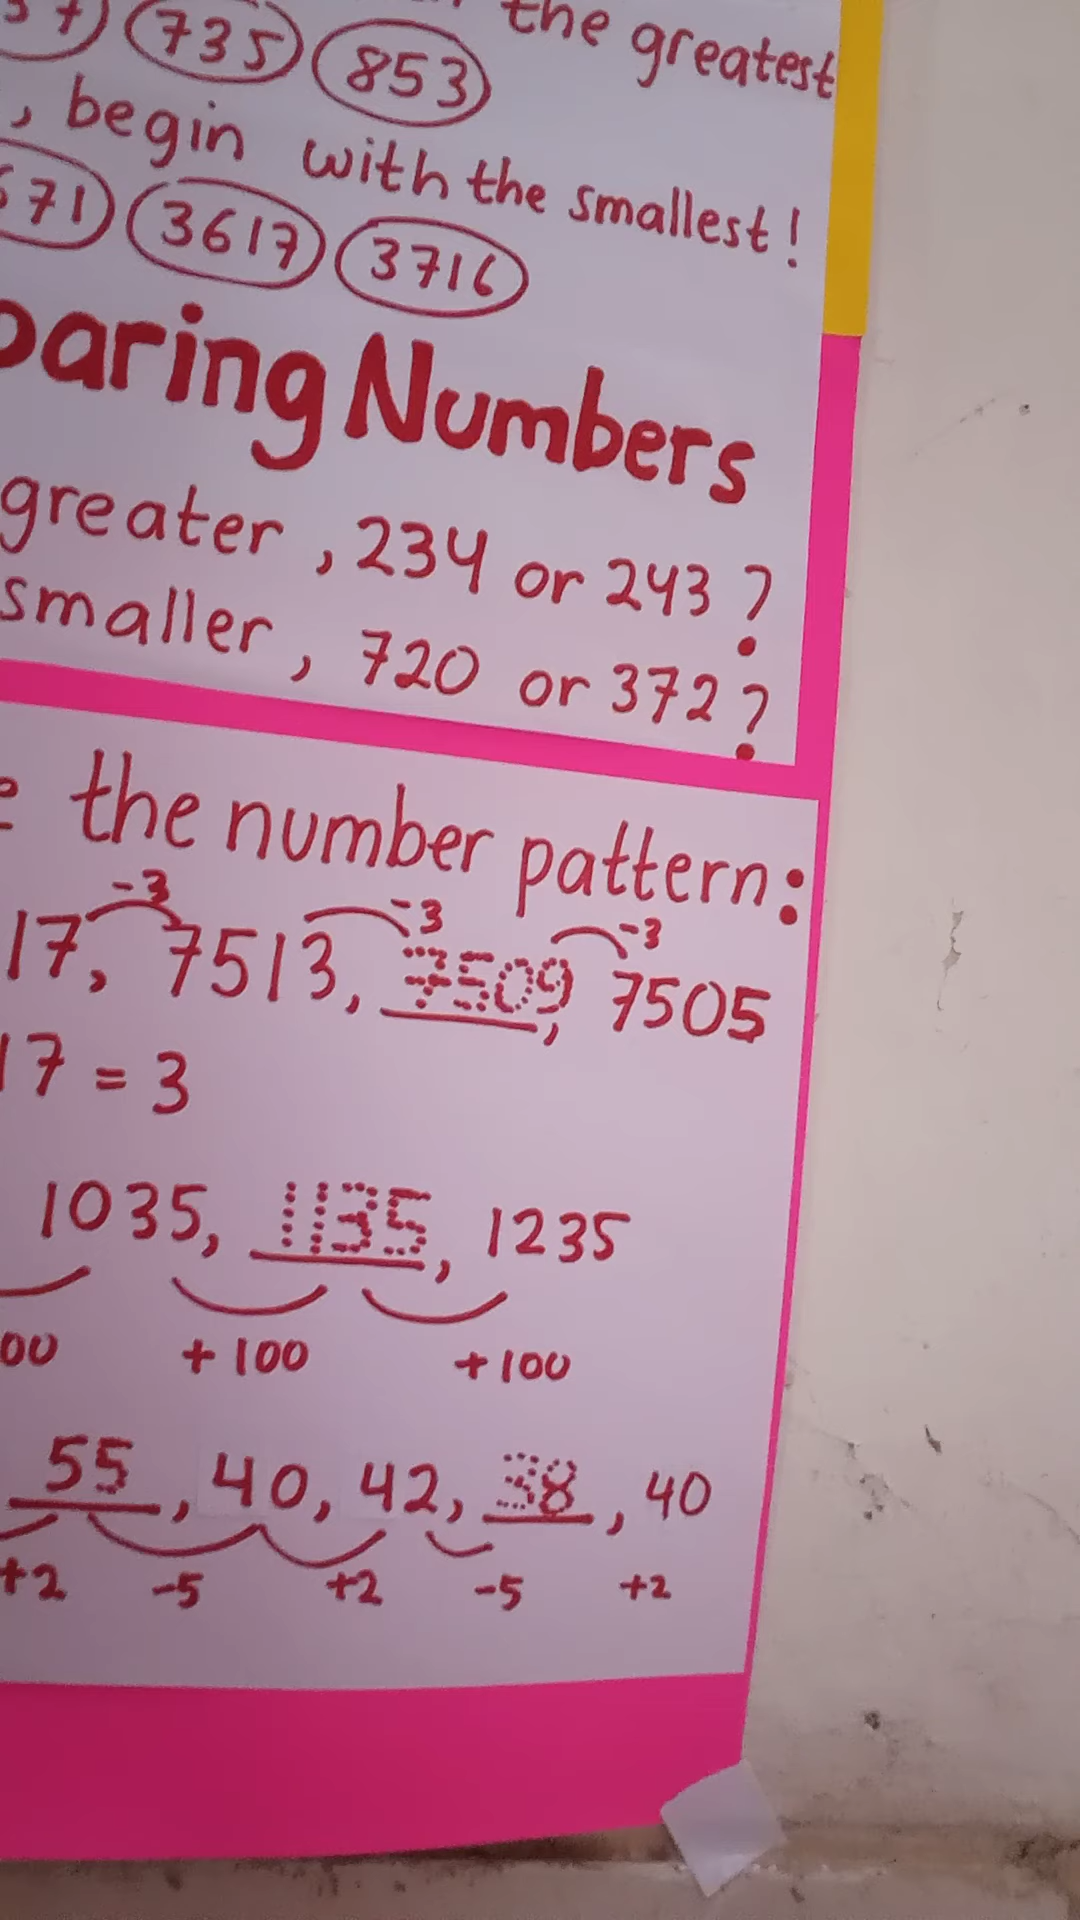 735 853 the greatest
, begin with the smallest!
671 3617 3716
paring Numbers
greater, 234 or 243?
smaller, 720 or 372?
e the number pattern:
-3 -3 -3
17, 7513, 7509, 7505
17 = 3
1035, 1135, 1235
00 +100 +100
55, 40, 42, 38, 40
+2 -5 +2 -5 +2